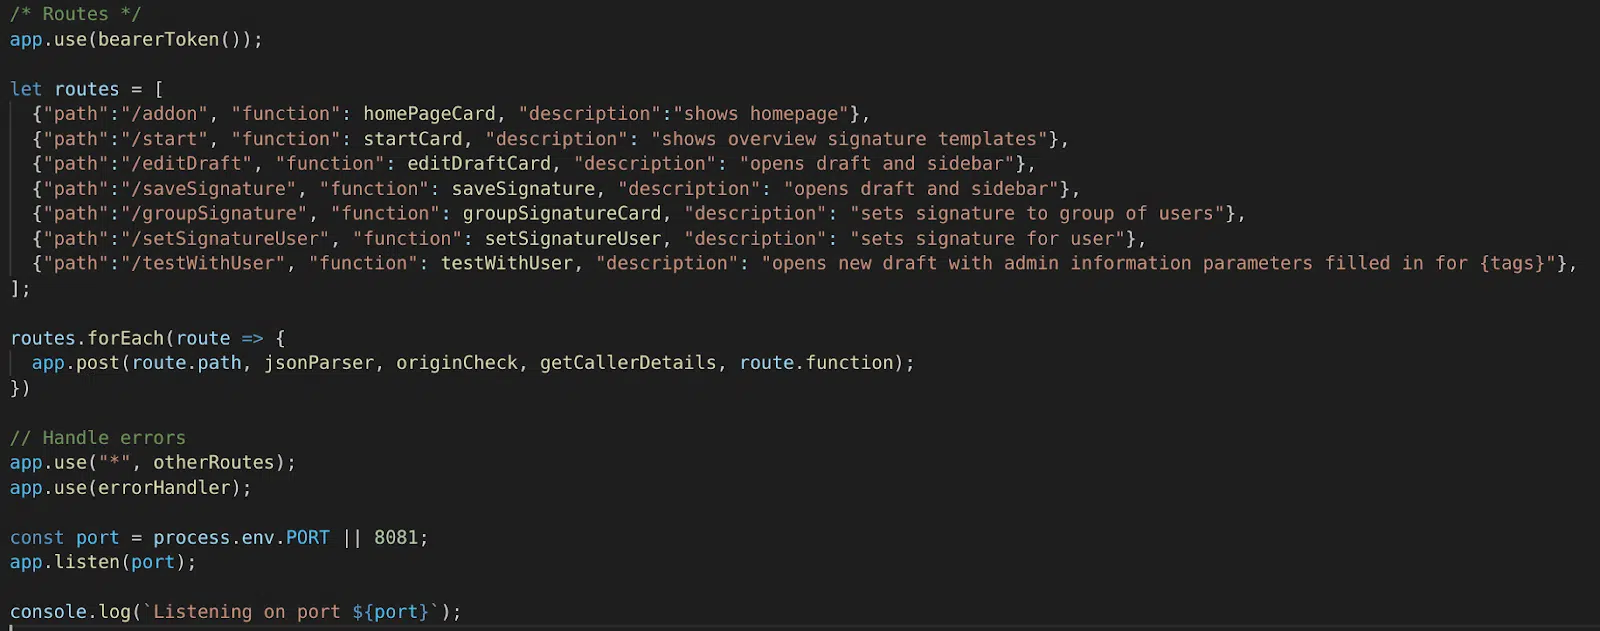 /* Routes */
app.use(bearerToken());
let routes = [
{"path":"/addon", "function": homePageCard, "description":"shows homepage"},
{"path":"/start", "function": startCard, "description": "shows overview signature templates"},
{"path":"/editDraft", "function": editDraftCard, "description": "opens draft and sidebar"},
{"path":"/saveSignature", "function": saveSignature, "description": "opens draft and sidebar"},
{"path":"/groupSignature", "function": groupSignatureCard, "description": "sets signature to group of users"},
{"path":"/setSignatureUser", "function": setSignatureUser, "description": "sets signature for user"},
{"path":"/testWithUser", "function": testWithUser, "description": "opens new draft with admin information parameters filled in for {tags}"},
];
routes.forEach(route => {
app.post(route.path, jsonParser, originCheck, getCallerDetails, route.function);
})
// Handle errors
app.use("*", otherRoutes);
app.use(errorHandler);
const port = process.env.PORT || 8081;
app.listen(port);
console.log(`Listening on port ${port}`);